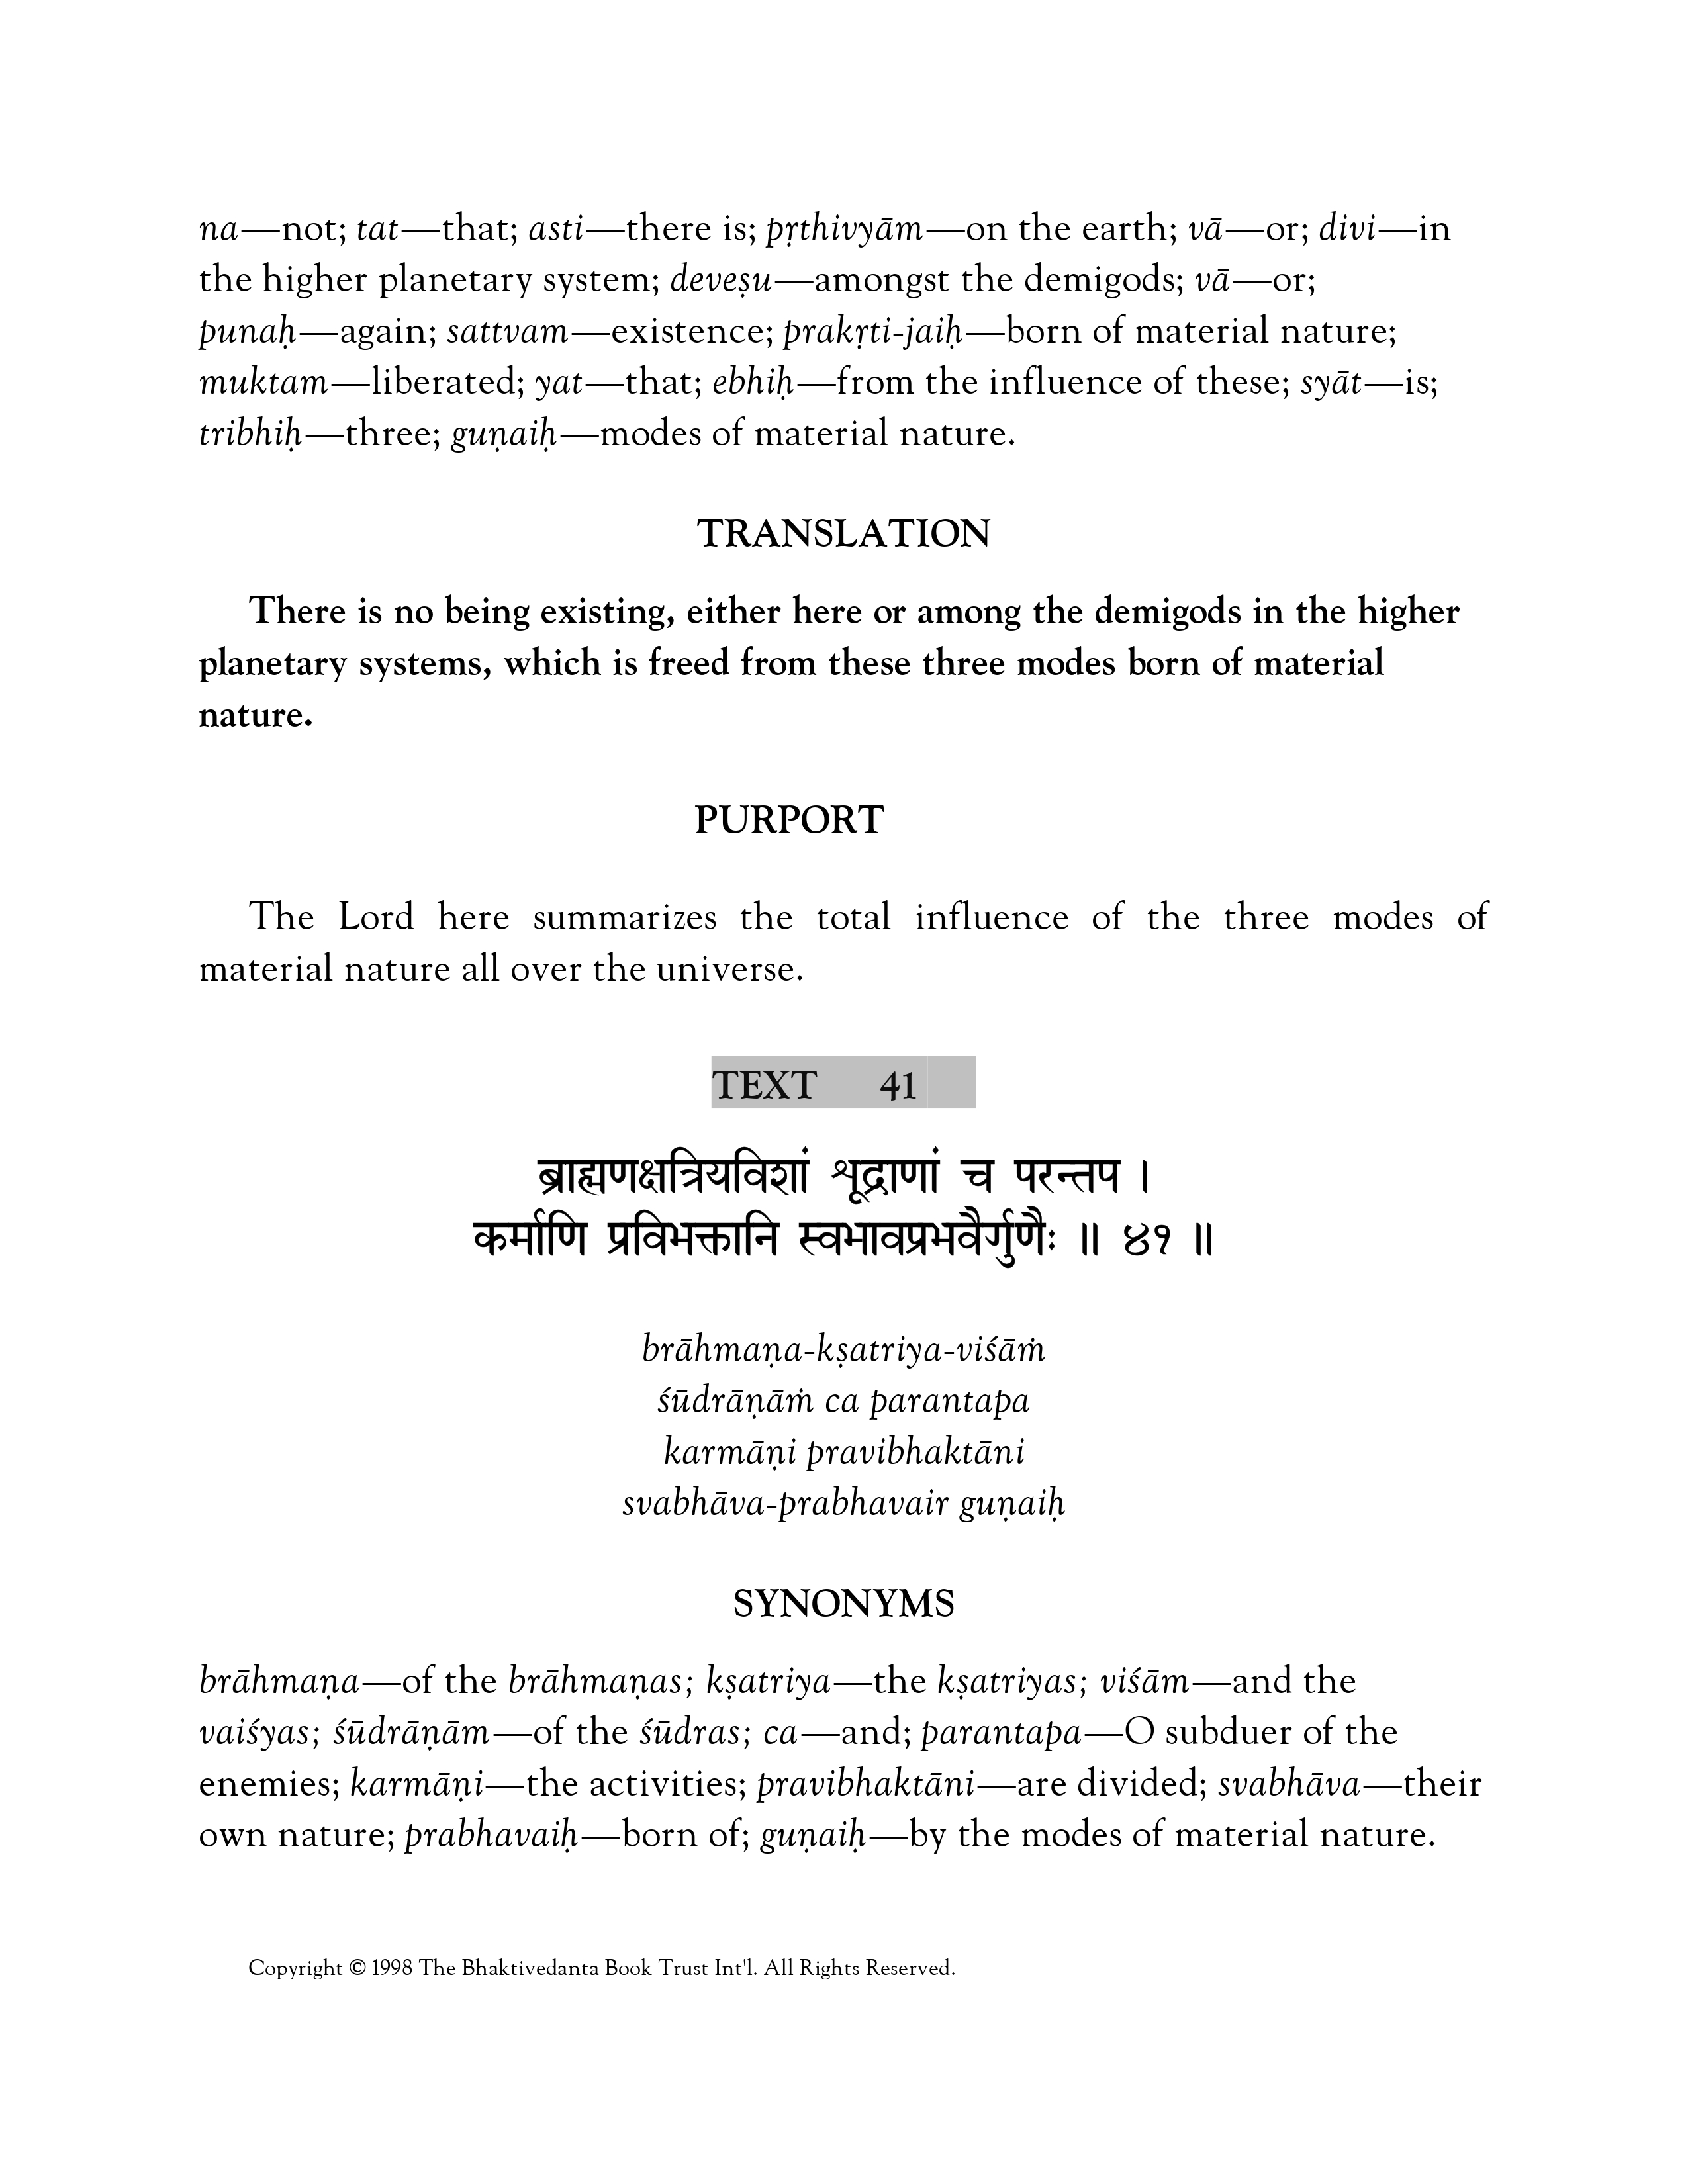 na—not; tat—that; asti—there is; pṛthivyām—on the earth; vā—or; divi—in
the higher planetary system; deveṣu—amongst the demigods; vā—or;
punaḥ—again; sattvam—existence; prakṛti-jaiḥ—born of material nature;
muktam—liberated; yat—that; ebhiḥ—from the influence of these; syāt—is;
tribhiḥ—three; guṇaiḥ—modes of material nature.
TRANSLATION
There is no being existing, either here or among the demigods in the higher
planetary systems, which is freed from these three modes born of material
nature.
PURPORT
The Lord here summarizes the total influence of the three modes of
material nature all over the universe.
TEXT 41
ब्राह्मणक्षत्रियविशां श्रूद्राणां च परन्तप ।
कर्माणि प्रविभक्तानि स्वभावप्रभवैर्गुणैः ॥ ४१ ॥
brāhmaṇa-kṣatriya-viśāṁ
śūdrāṇāṁ ca parantapa
karmāṇi pravibhaktāni
svabhāva-prabhavair guṇaiḥ
SYNONYMS
brāhmaṇa—of the brāhmaṇas; kṣatriya—the kṣatriyas; viśām—and the
vaiśyas; śūdrāṇām—of the śūdras; ca—and; parantapa—O subduer of the
enemies; karmāṇi—the activities; pravibhaktāni—are divided; svabhāva—their
own nature; prabhavaiḥ—born of; guṇaiḥ—by the modes of material nature.
Copyright © 1998 The Bhaktivedanta Book Trust Int'l. All Rights Reserved.